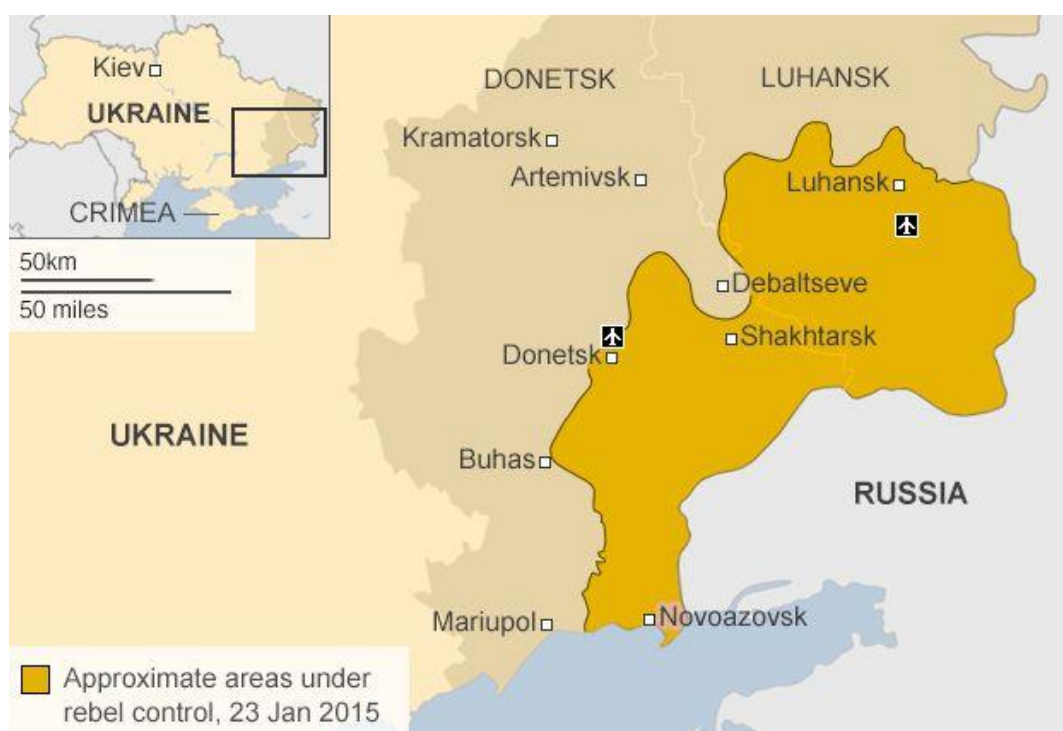 Kiev
UKRAINE
CRIMEA
50km
50 miles
DONETSK
LUHANSK
Kramatorsk
Artemivsk
Luhansk
Debaltseve
Shakhtarsk
Donetsk
UKRAINE
Buhas
RUSSIA
Mariupol
Novoazovsk
Approximate areas under
rebel control, 23 Jan 2015